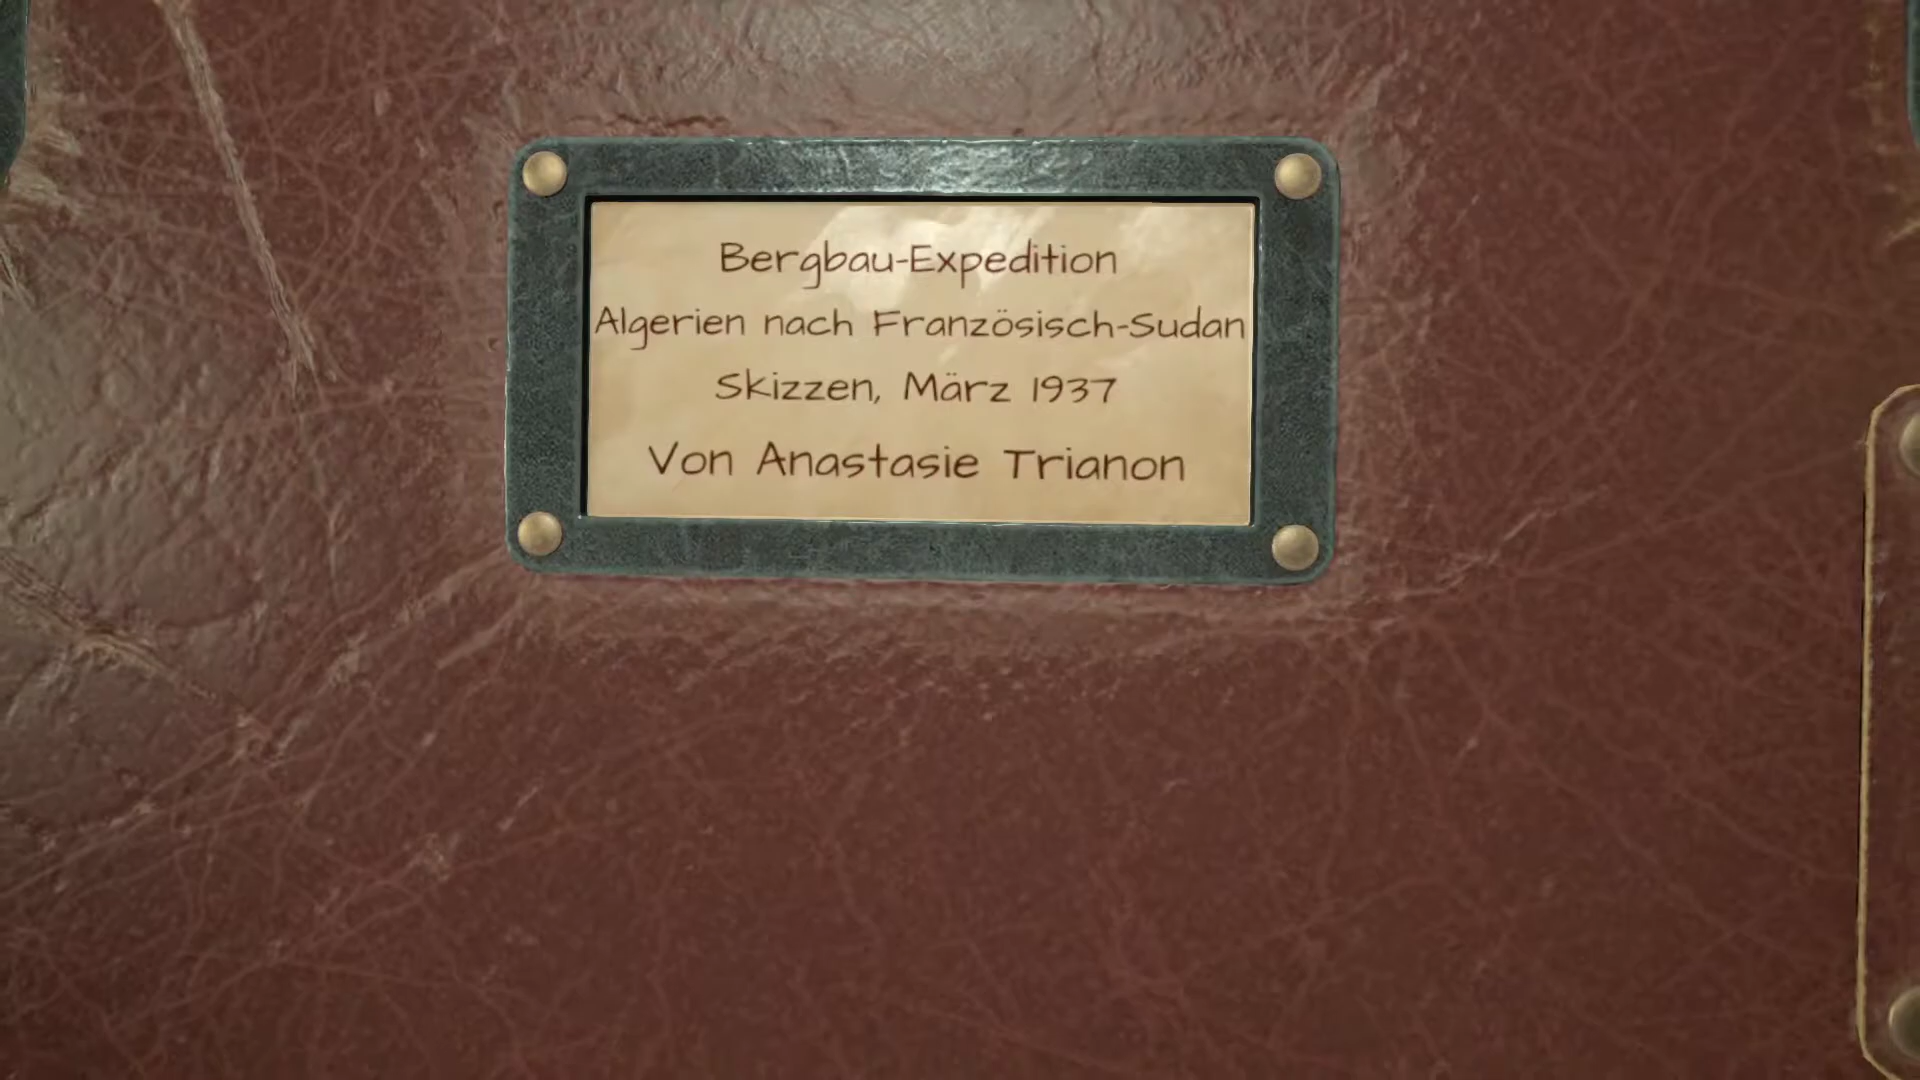 Bergbau-Expedition
Algerien nach Französisch-Sudan
Skizzen, März 1937
Von Anastasie Trianon